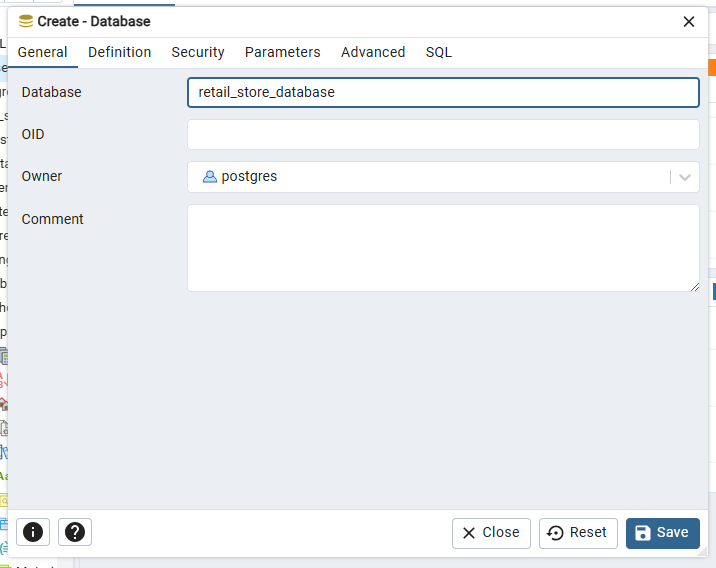 Create - Database
General Definition Security Parameters Advanced SQL
Database retail_store_database
OID
Owner postgres
Comment
Close Reset Save